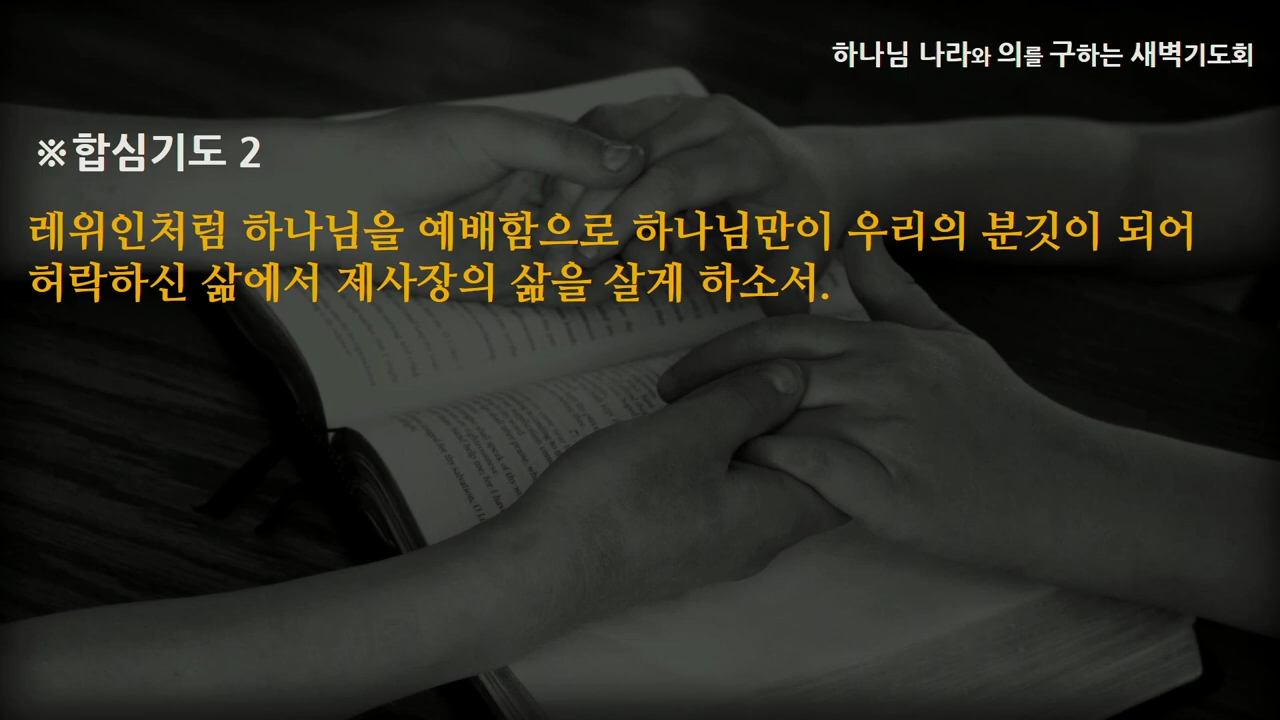 하나님 나라와 의를 구하는 새벽기도회
※합심기도 2
레위인처럼 하나님을 예배함으로 하나님만이 우리의 분깃이 되어
허락하신 삶에서 제사장의 삶을 살게 하소서.